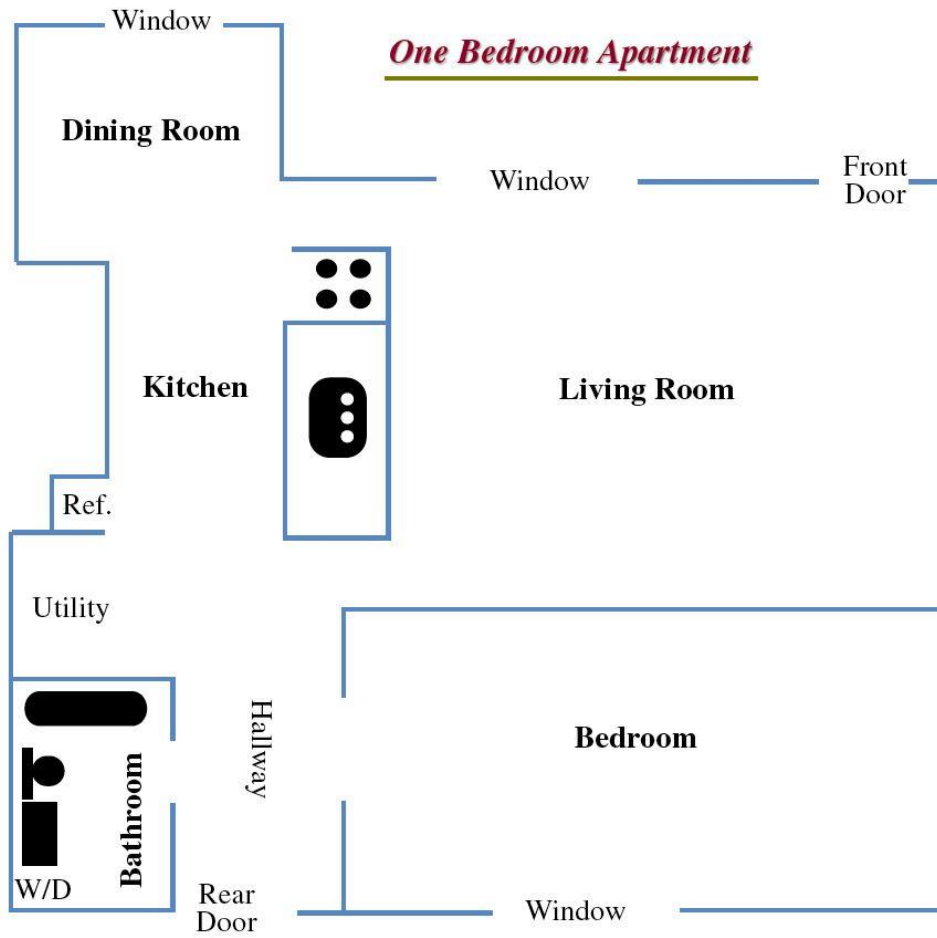 Window
One Bedroom Apartment
Dining Room
Window
Front
Door
Kitchen
Living Room
Ref.
Utility
Hallway
Bedroom
Bathroom
W/D
Rear
Door
Window